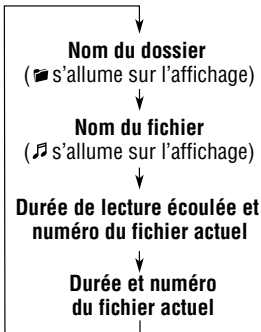 Nom du dossier
(s’allume sur l’affichage)
Nom du fichier
(s’allume sur l’affichage)
Durée de lecture écoulée et
numéro du fichier actuel
Durée et numéro
du fichier actuel